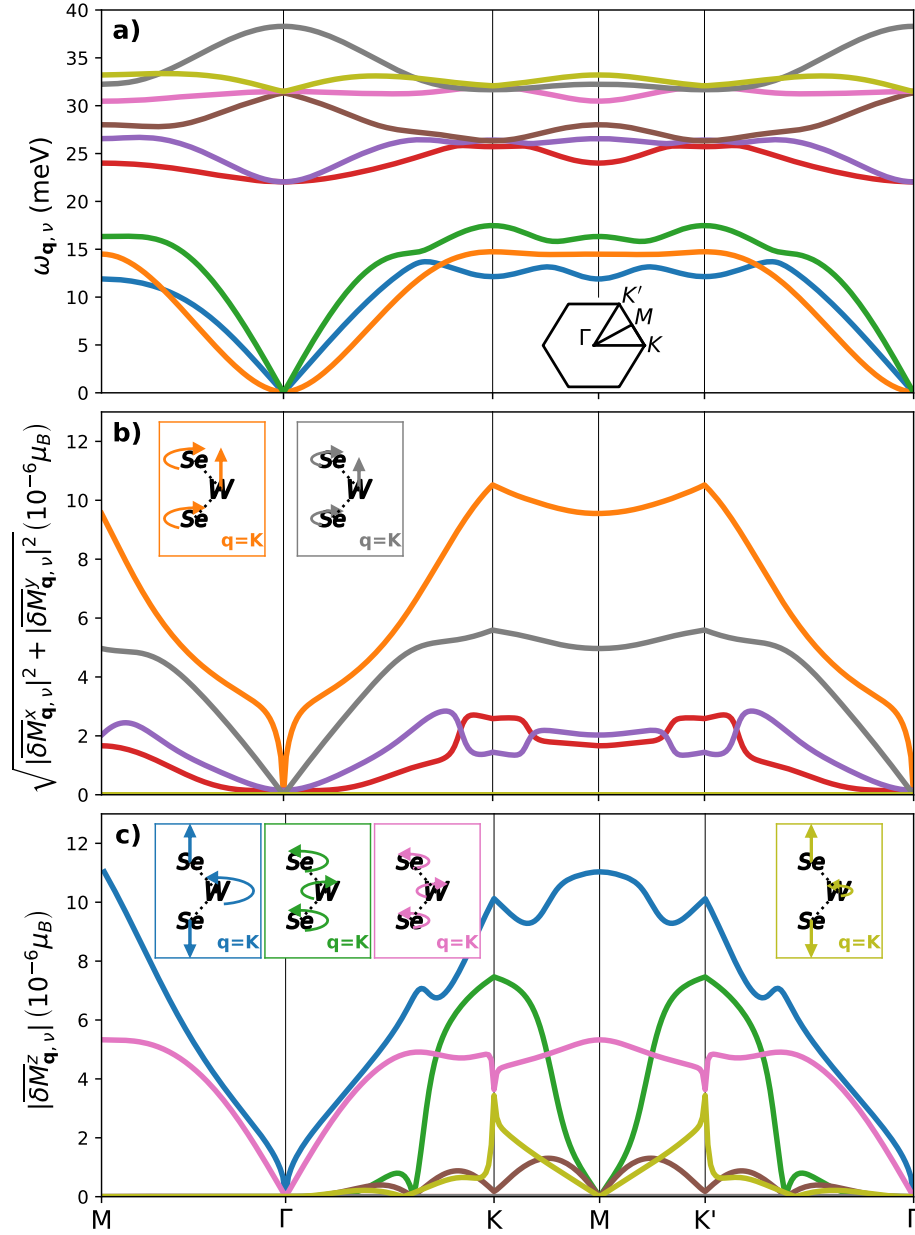 a)
ω_{q,ν} (meV)
40
35
30
25
20
15
10
5
0
Γ
K'
M
K
b)
√(|δM̅^x_{q,ν}|² + |δM̅^y_{q,ν}|²) (10⁻⁶μ_B)
12
10
8
6
4
2
0
Se
W
Se
q=K
Se
W
Se
q=K
c)
|δM̅^z_{q,ν}| (10⁻⁶μ_B)
12
10
8
6
4
2
0
Se
W
Se
q=K
Se
W
Se
q=K
Se
W
Se
q=K
Se
W
Se
q=K
M Γ K M K' Γ